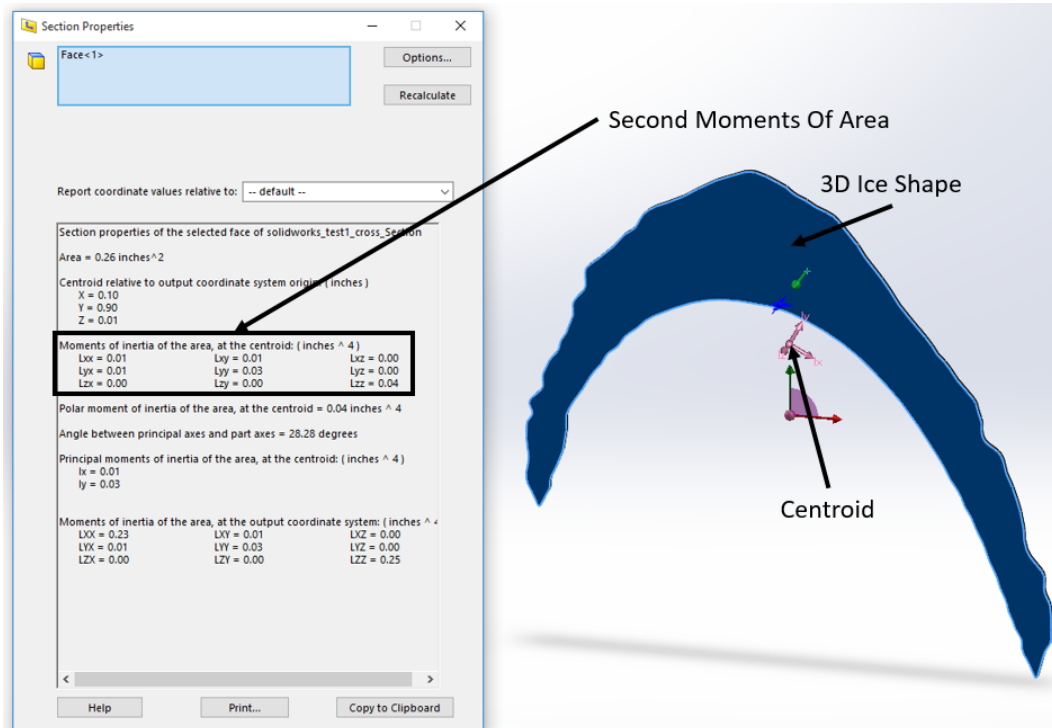 Section Properties
Face<1>
Options...
Recalculate
Report coordinate values relative to: -- default --
Section properties of the selected face of solidworks_test1_cross_Section
Area = 0.26 inches^2
Centroid relative to output coordinate system origin: ( inches )
X = 0.10
Y = 0.90
Z = 0.01
Moments of inertia of the area, at the centroid: ( inches ^ 4 )
Lxx = 0.01 Lxy = 0.01 Lxz = 0.00
Lyx = 0.01 Lyy = 0.03 Lyz = 0.00
Lzx = 0.00 Lzy = 0.00 Lzz = 0.04
Polar moment of inertia of the area, at the centroid = 0.04 inches ^ 4
Angle between principal axes and part axes = 28.28 degrees
Principal moments of inertia of the area, at the centroid: ( inches ^ 4 )
Ix = 0.01
Iy = 0.03
Moments of inertia of the area, at the output coordinate system: ( inches ^ 4
LXX = 0.23 LXY = 0.01 LXZ = 0.00
LYX = 0.01 LYY = 0.03 LYZ = 0.00
LZX = 0.00 LZY = 0.00 LZZ = 0.25
Help Print... Copy to Clipboard
Second Moments Of Area
3D Ice Shape
Iy
Ix
Centroid